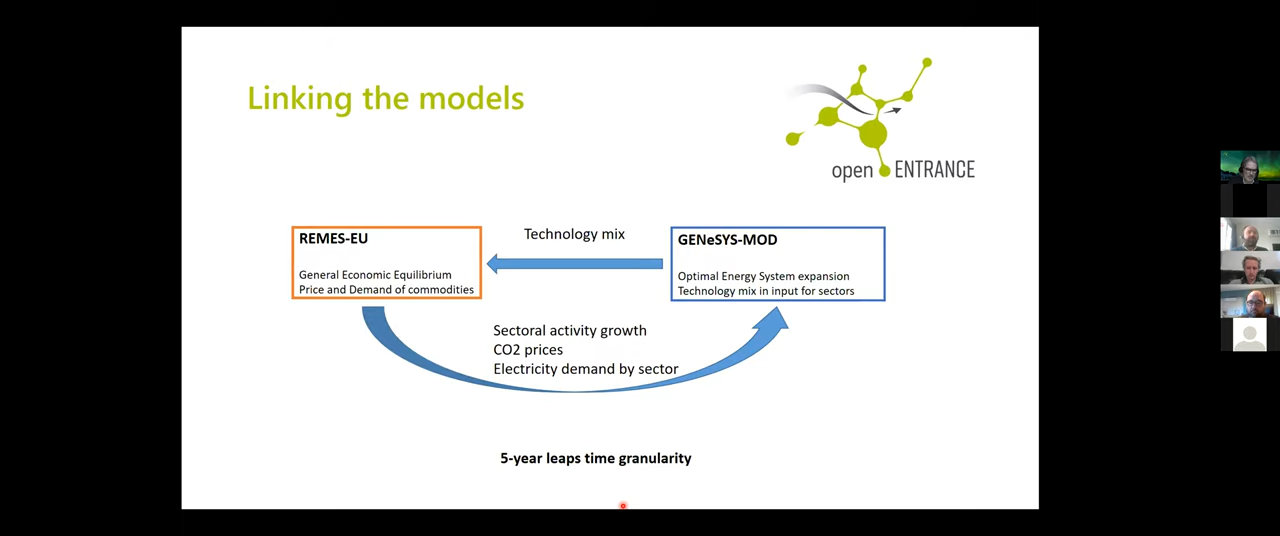 Linking the models
open ENTRANCE
REMES-EU
General Economic Equilibrium
Price and Demand of commodities
Technology mix
GENeSYS-MOD
Optimal Energy System expansion
Technology mix in input for sectors
Sectoral activity growth
CO2 prices
Electricity demand by sector
5-year leaps time granularity